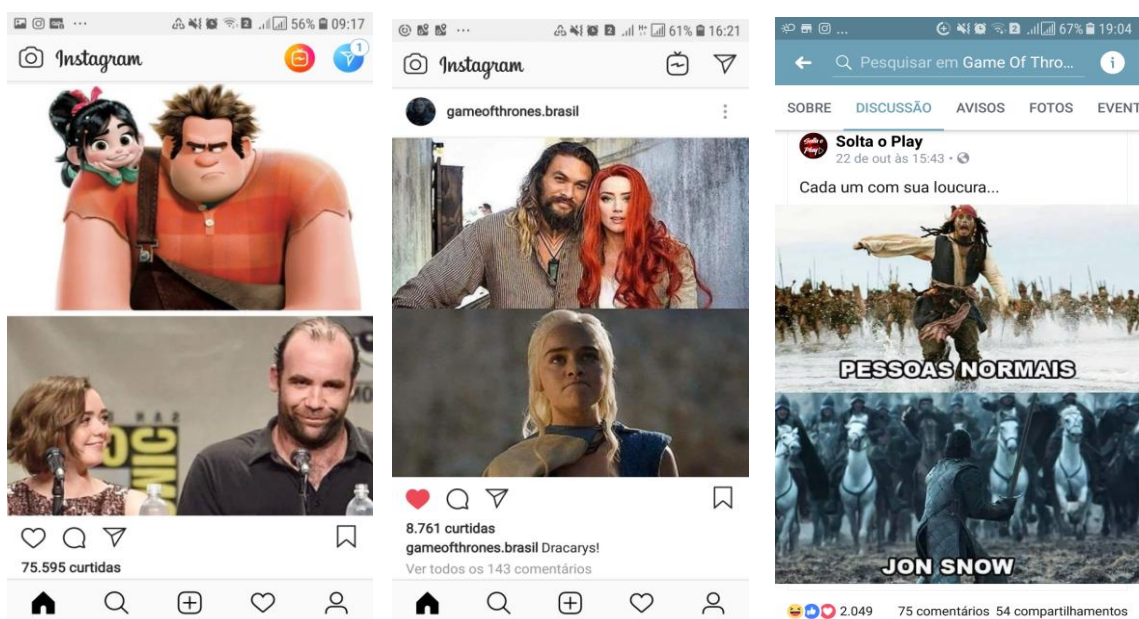 56% 09:17
Instagram
1
COMIC
75.595 curtidas
61% 16:21
Instagram
gameofthrones.brasil
8.761 curtidas
gameofthrones.brasil Dracarys!
Ver todos os 143 comentários
67% 19:04
Pesquisar em Game Of Thro...
SOBRE DISCUSSÃO AVISOS FOTOS EVENT
Solta o Play
22 de out às 15:43
Cada um com sua loucura...
PESSOAS NORMAIS
JON SNOW
2.049 75 comentários 54 compartilhamentos